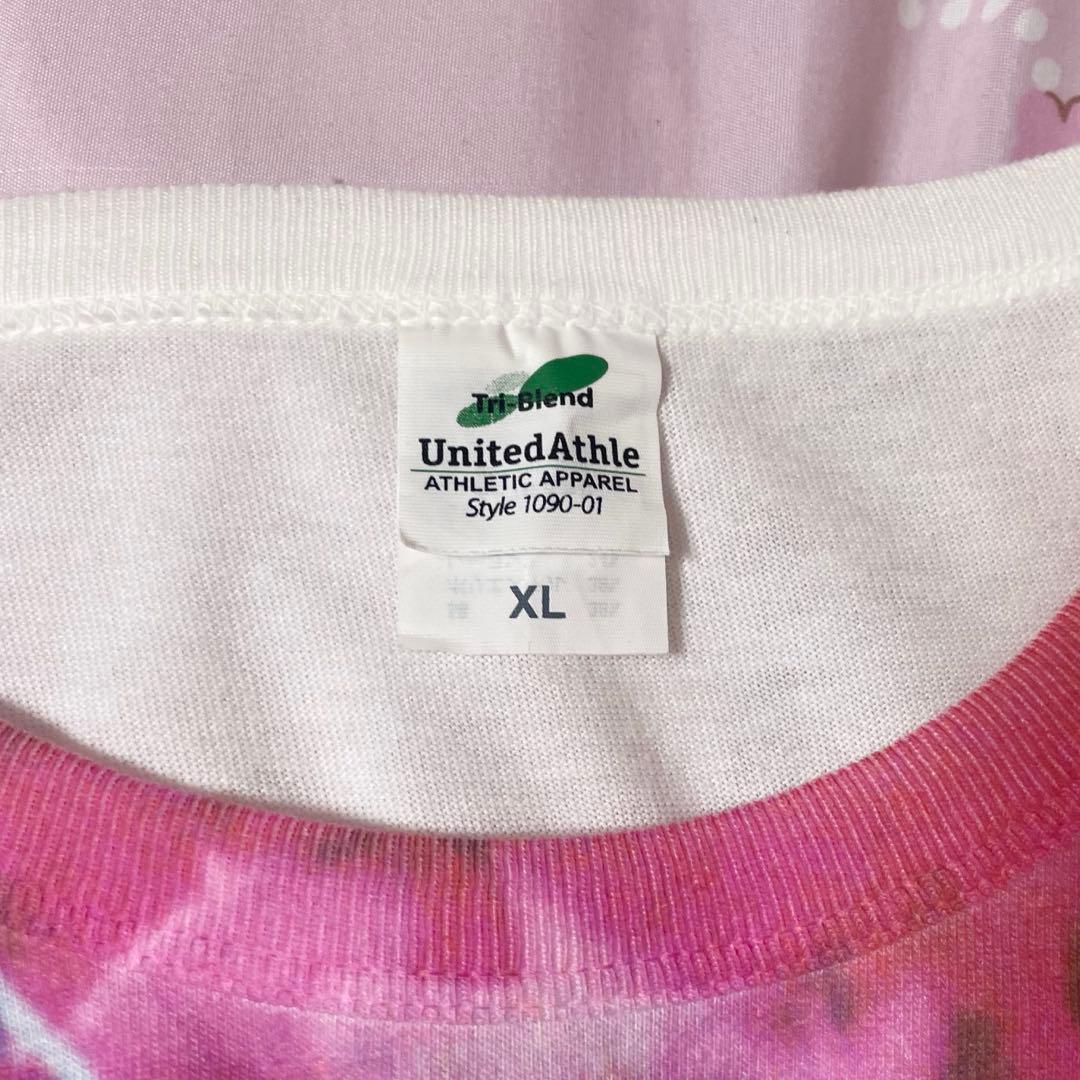 Tri-Blend
UnitedAthle
ATHLETIC APPAREL
Style 1090-01
XL